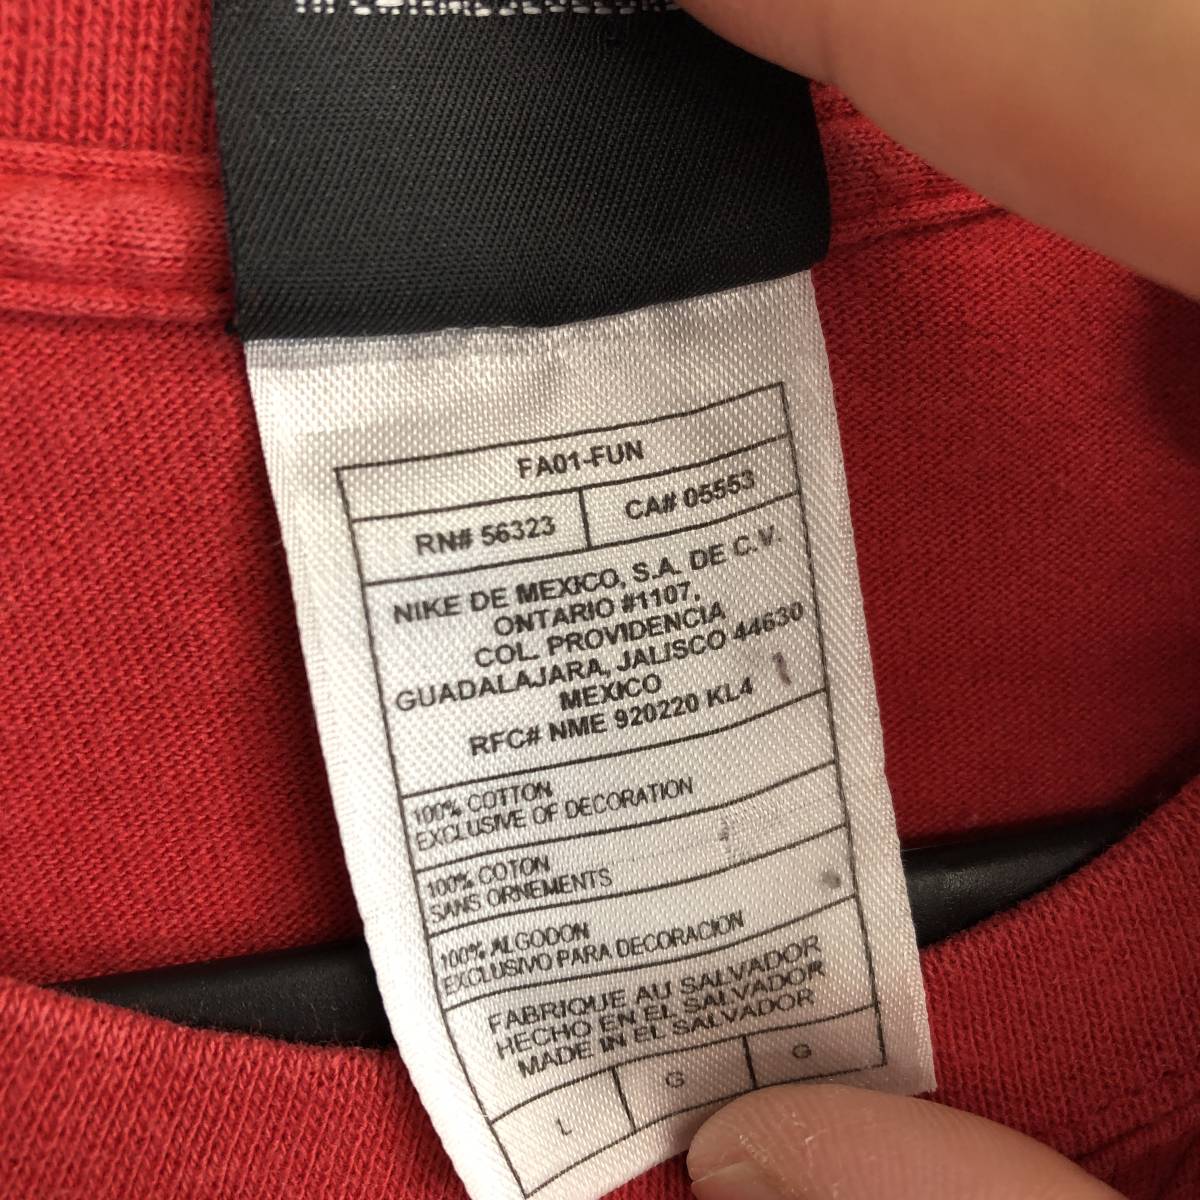 FA01-FUN
RN# 56323 CA# 05553
NIKE DE MEXICO, S.A. DE C.V.
ONTARIO #1107,
COL. PROVIDENCIA
GUADALAJARA, JALISCO 44630
MEXICO
RFC# NME 920220 KL4
100% COTTON
EXCLUSIVE OF DECORATION
100% COTON
SANS ORNEMENTS
100% ALGODON
EXCLUSIVO PARA DECORACION
FABRIQUE AU SALVADOR
HECHO EN EL SALVADOR
MADE IN EL SALVADOR
L G G